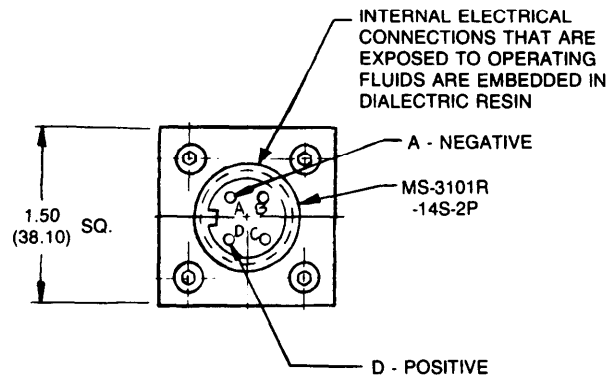 INTERNAL ELECTRICAL
CONNECTIONS THAT ARE
EXPOSED TO OPERATING
FLUIDS ARE EMBEDDED IN
DIALECTRIC RESIN
A - NEGATIVE
MS-3101R
-14S-2P
1.50
(38.10)
SQ.
A
B
D
C
D - POSITIVE